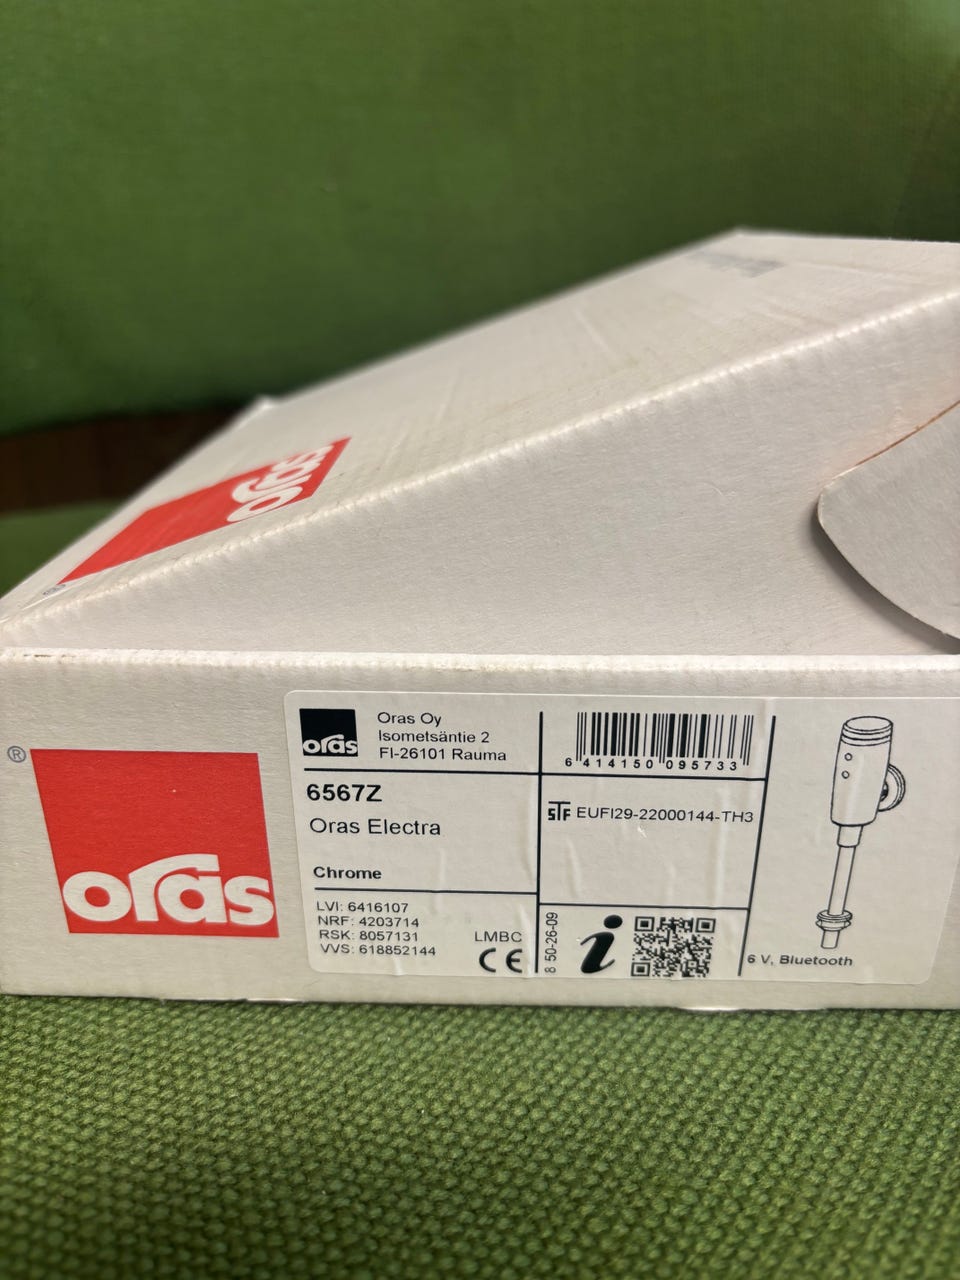 oras
®
oras
oras
Oras Oy
Isometsäntie 2
FI-26101 Rauma
6567Z
Oras Electra
Chrome
LVI: 6416107
NRF: 4203714
RSK: 8057131
VVS: 618852144
LMBC
CE
6 414150 095733
STF EUFI29-22000144-TH3
8 50-26-09
i
6 V, Bluetooth